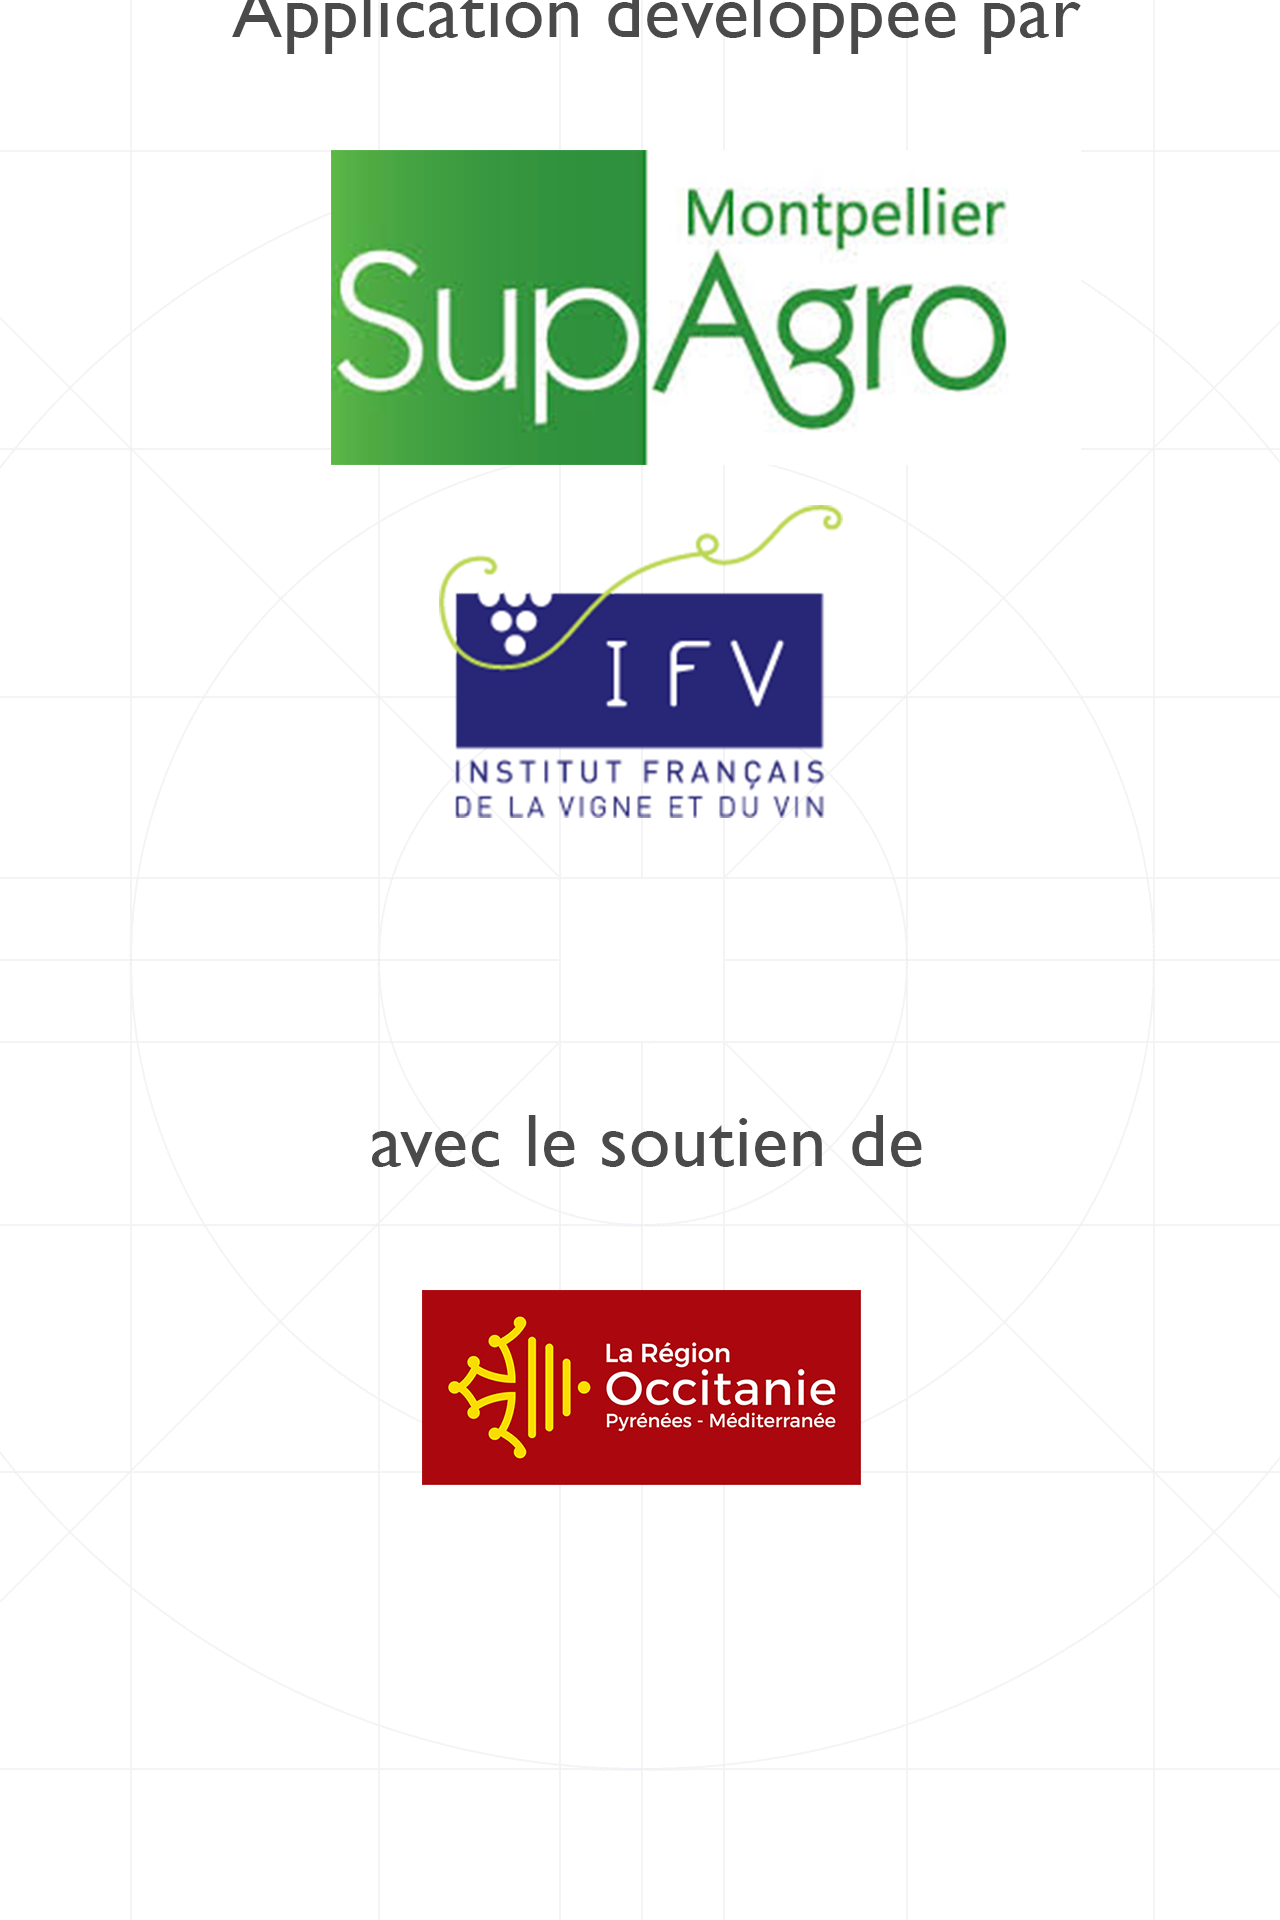 Application développée par
Montpellier
SupAgro
IFV
INSTITUT FRANÇAIS
DE LA VIGNE ET DU VIN
avec le soutien de
La Région
Occitanie
Pyrénées - Méditerranée